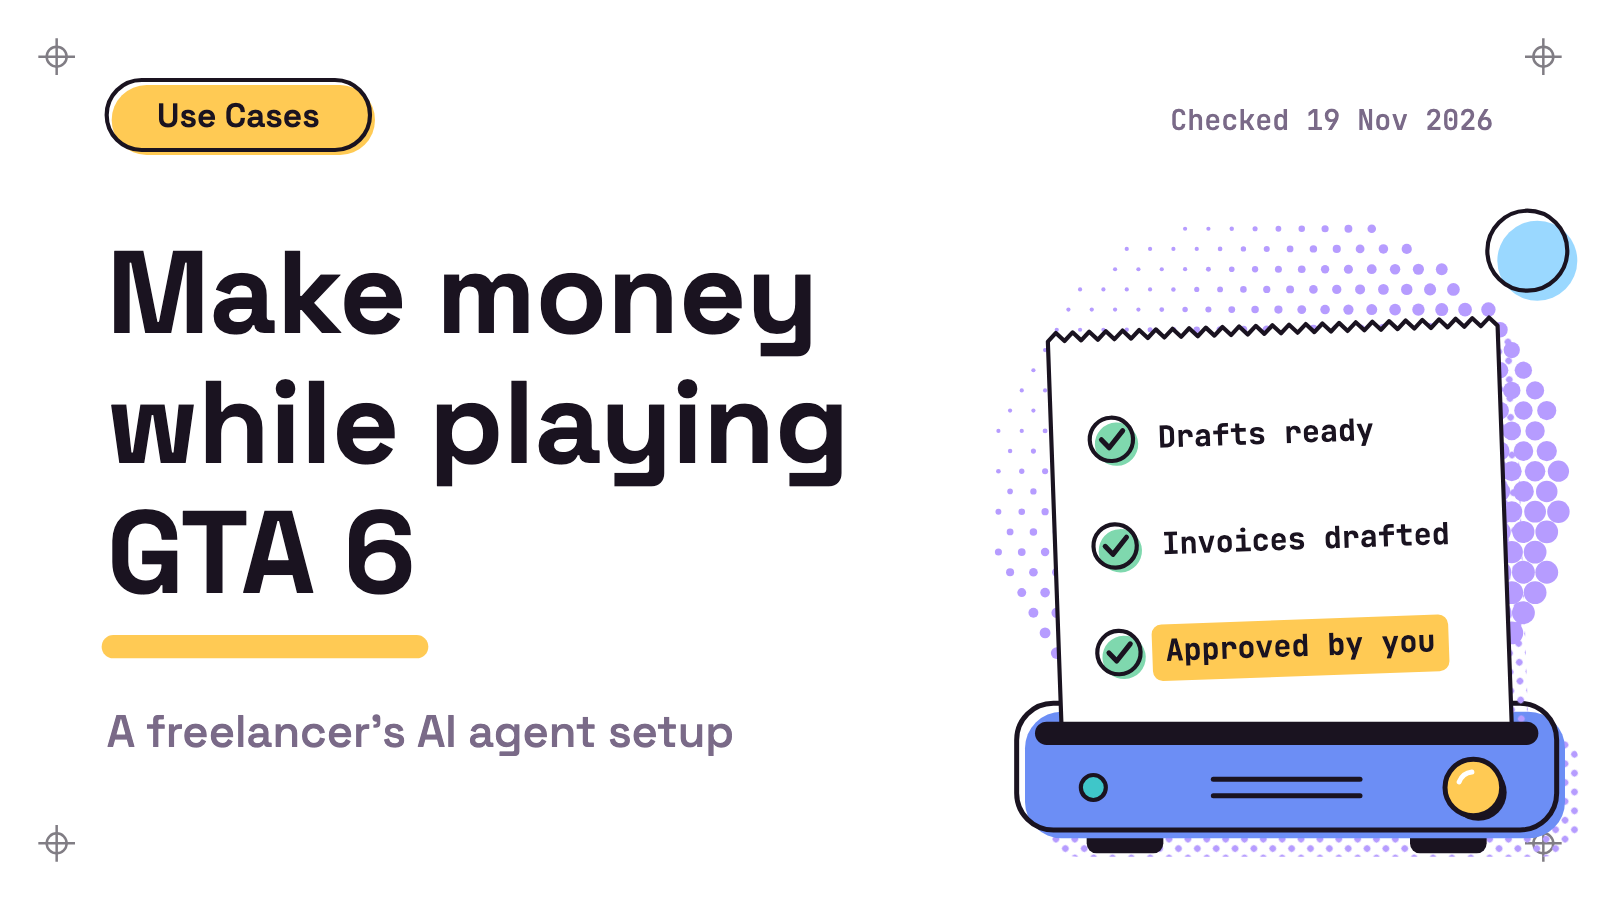 Use Cases
Checked 19 Nov 2026
Make money
while playing
GTA 6
A freelancer’s AI agent setup
Drafts ready
Invoices drafted
Approved by you